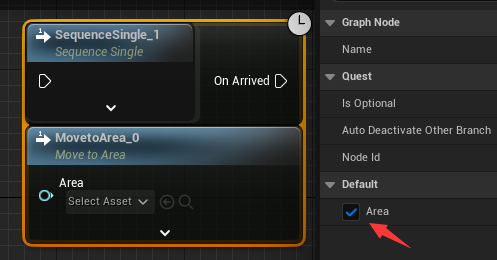 SequenceSingle_1
Sequence Single
On Arrived
MovetoArea_0
Move to Area
Area
Select Asset
Graph Node
Name
Quest
Is Optional
Auto Deactivate Other Branch
Node Id
Default
Area